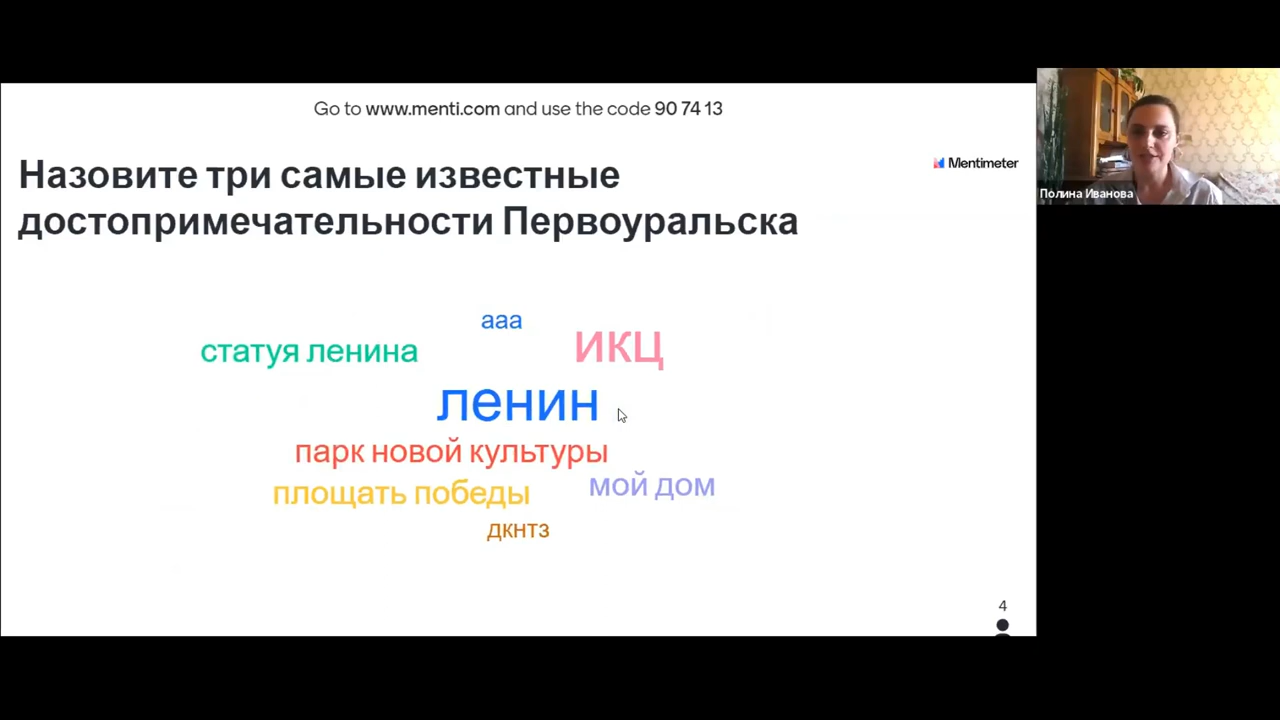 Go to www.menti.com and use the code 90 74 13
Назовите три самые известные
достопримечательности Первоуральска
Mentimeter
Полина Иванова
ааа
статуя ленина
ИКЦ
ленин
парк новой культуры
мой дом
площать победы
дкнтз
4